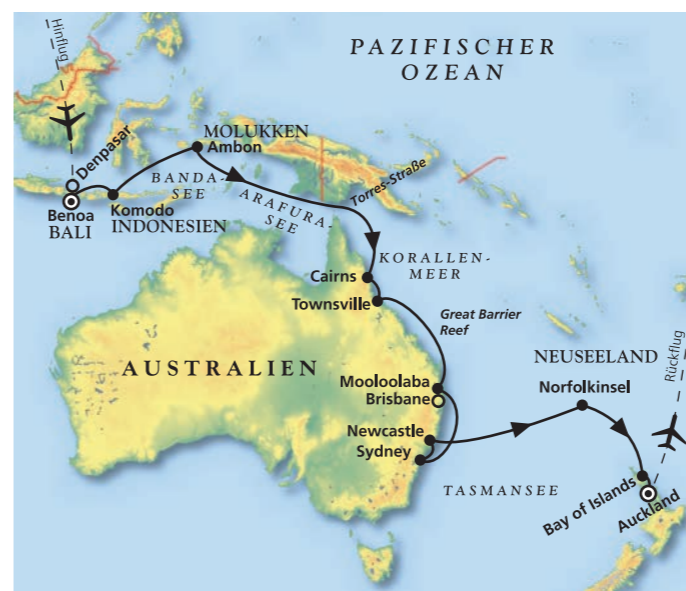 Hinflug
PAZIFISCHER
OZEAN
Denpasar
MOLUKKEN
Ambon
BANDA-
SEE
ARAFURA-
SEE
Torres-Straße
Benoa
BALI
Komodo
INDONESIEN
KORALLEN-
MEER
Cairns
Townsville
Great Barrier
Reef
AUSTRALIEN
NEUSEELAND
Rückflug
Mooloolaba
Brisbane
Norfolkinsel
Newcastle
Sydney
TASMANSEE
Bay of Islands
Auckland